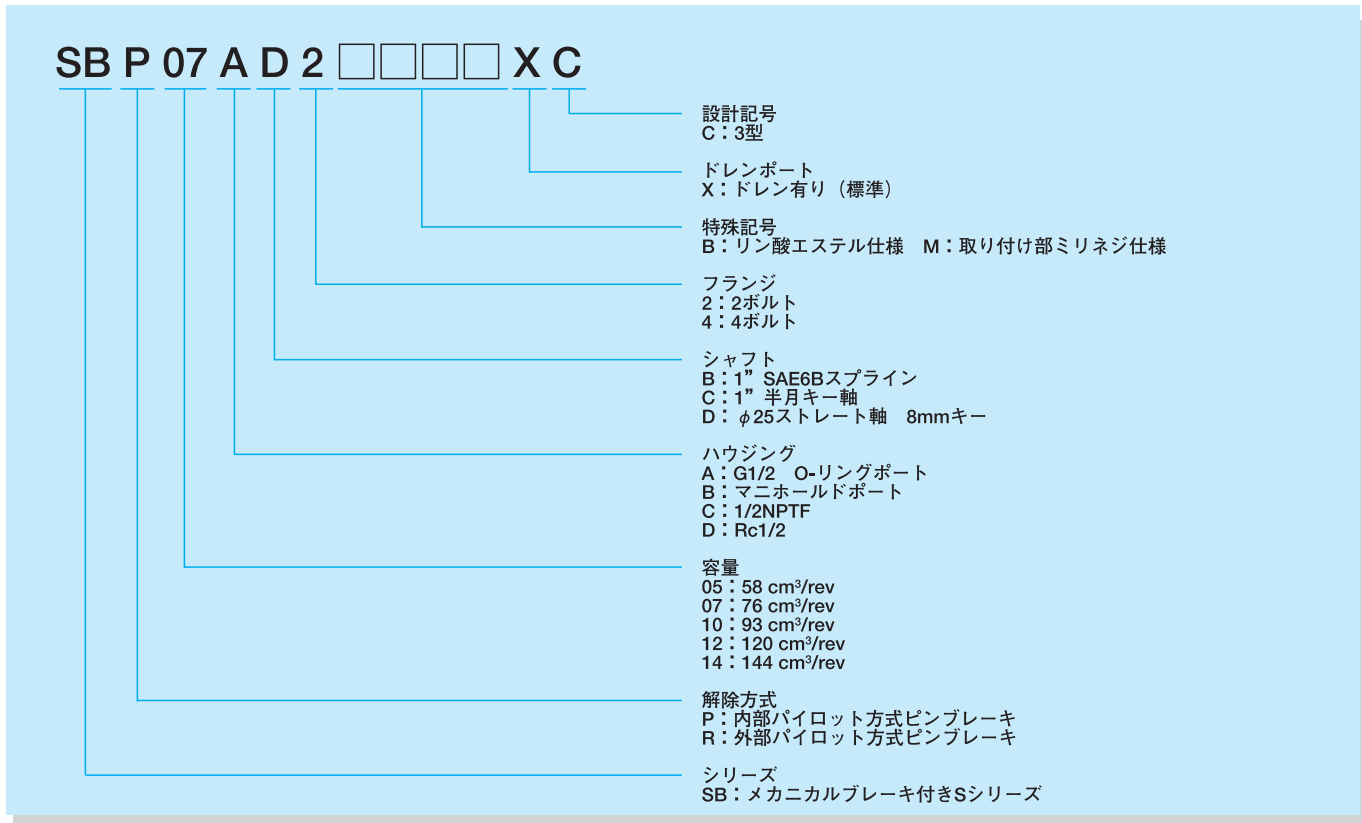 SB P 07 A D 2 □□□□ X C
設計記号
C：3型
ドレンポート
X：ドレン有り（標準）
特殊記号
B：リン酸エステル仕様　M：取り付け部ミリネジ仕様
フランジ
2：2ボルト
4：4ボルト
シャフト
B：1” SAE6Bスプライン
C：1” 半月キー軸
D：φ25ストレート軸　8mmキー
ハウジング
A：G1/2　O-リングポート
B：マニホールドポート
C：1/2NPTF
D：Rc1/2
容量
05：58 cm³/rev
07：76 cm³/rev
10：93 cm³/rev
12：120 cm³/rev
14：144 cm³/rev
解除方式
P：内部パイロット方式ピンブレーキ
R：外部パイロット方式ピンブレーキ
シリーズ
SB：メカニカルブレーキ付きSシリーズ